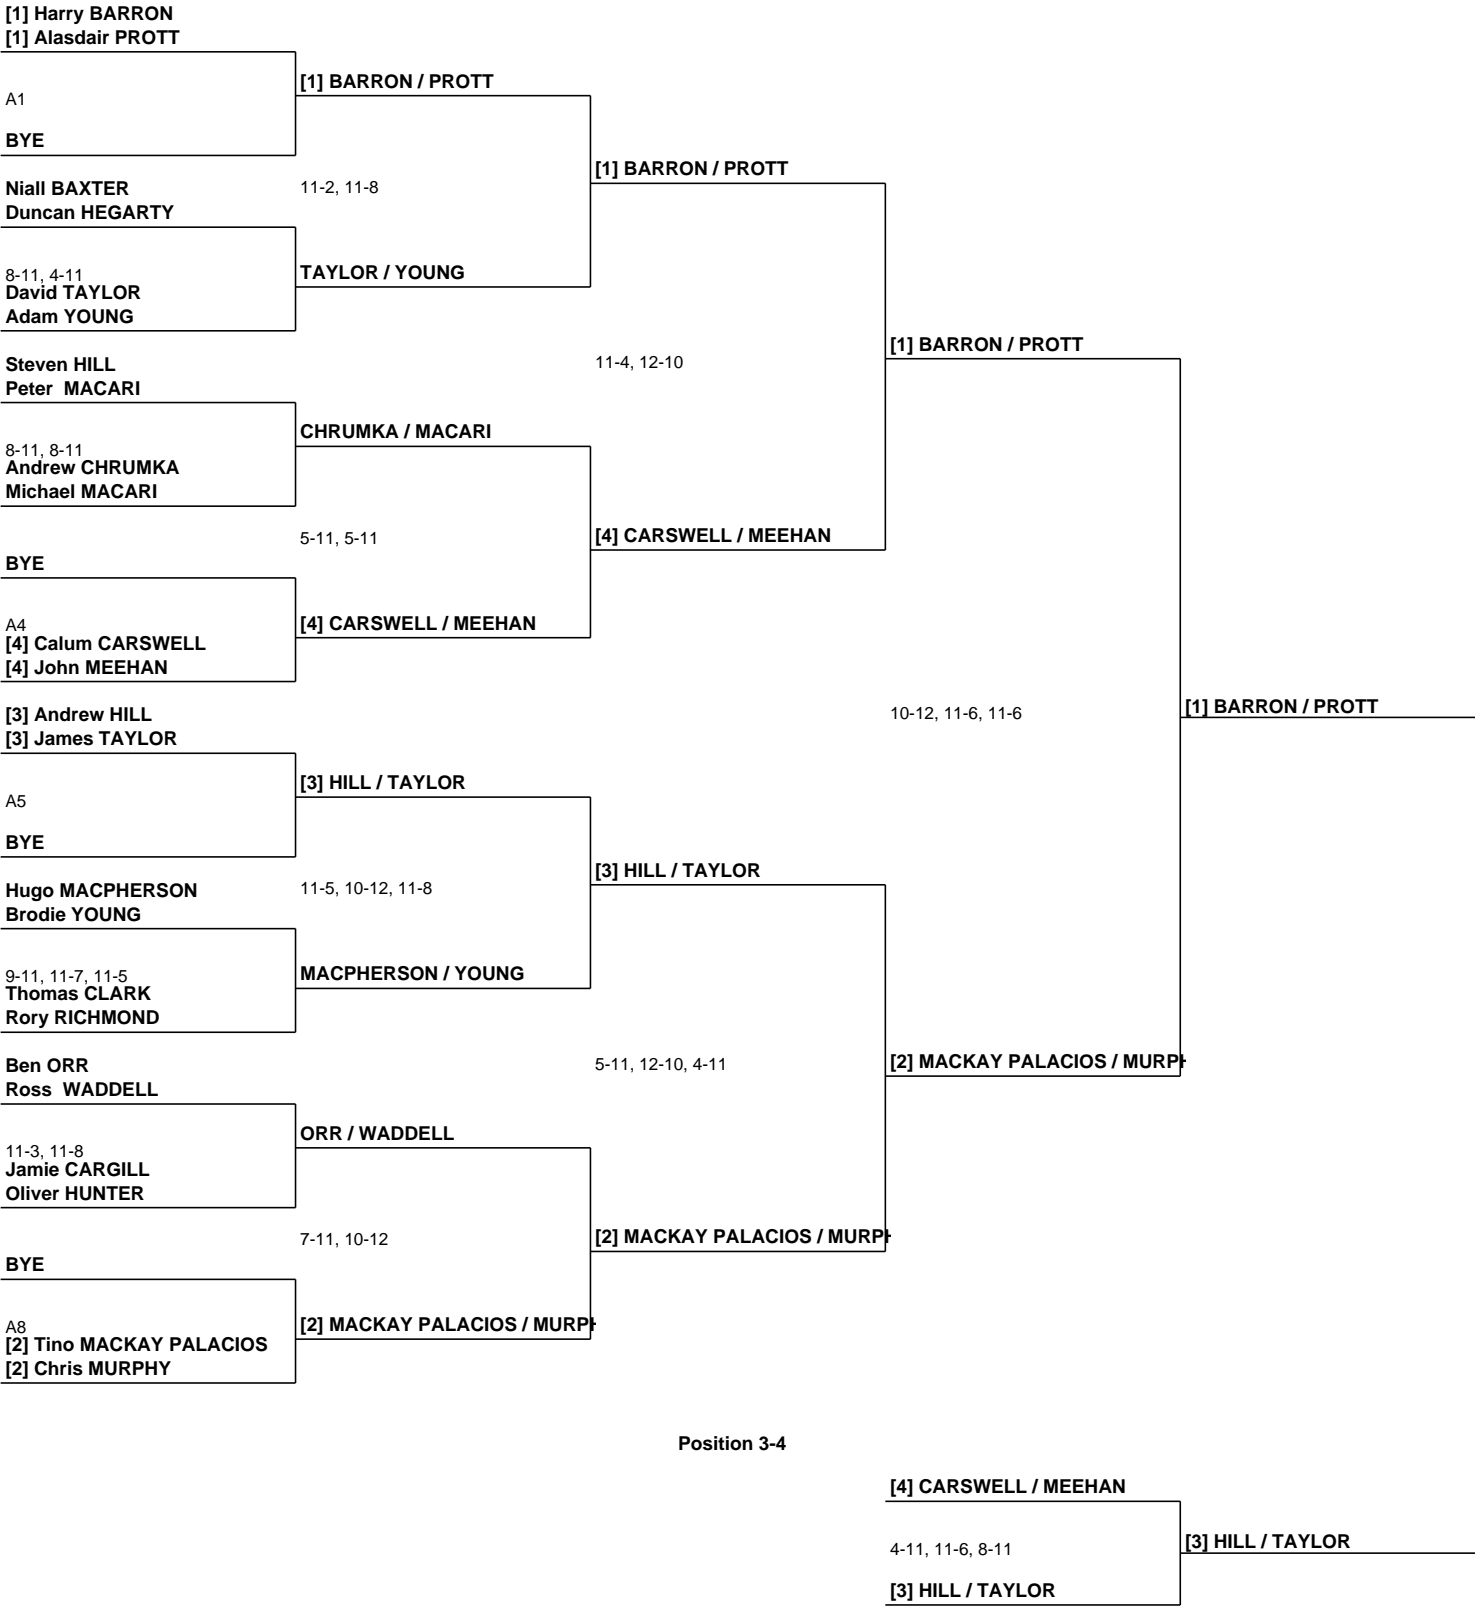 [1] Harry BARRON
[1] Alasdair PROTT
[1] BARRON / PROTT
A1
BYE
[1] BARRON / PROTT
Niall BAXTER
11-2, 11-8
Duncan HEGARTY
8-11, 4-11
TAYLOR / YOUNG
David TAYLOR
Adam YOUNG
[1] BARRON / PROTT
Steven HILL
11-4, 12-10
Peter MACARI
CHRUMKA / MACARI
8-11, 8-11
Andrew CHRUMKA
Michael MACARI
5-11, 5-11
[4] CARSWELL / MEEHAN
BYE
A4
[4] CARSWELL / MEEHAN
[4] Calum CARSWELL
[4] John MEEHAN
[3] Andrew HILL
10-12, 11-6, 11-6
[1] BARRON / PROTT
[3] James TAYLOR
[3] HILL / TAYLOR
A5
BYE
[3] HILL / TAYLOR
Hugo MACPHERSON
11-5, 10-12, 11-8
Brodie YOUNG
9-11, 11-7, 11-5
MACPHERSON / YOUNG
Thomas CLARK
Rory RICHMOND
Ben ORR
5-11, 12-10, 4-11
[2] MACKAY PALACIOS / MURPH
Ross WADDELL
ORR / WADDELL
11-3, 11-8
Jamie CARGILL
Oliver HUNTER
7-11, 10-12
[2] MACKAY PALACIOS / MURPH
BYE
A8
[2] MACKAY PALACIOS / MURPH
[2] Tino MACKAY PALACIOS
[2] Chris MURPHY
Position 3-4
[4] CARSWELL / MEEHAN
4-11, 11-6, 8-11
[3] HILL / TAYLOR
[3] HILL / TAYLOR